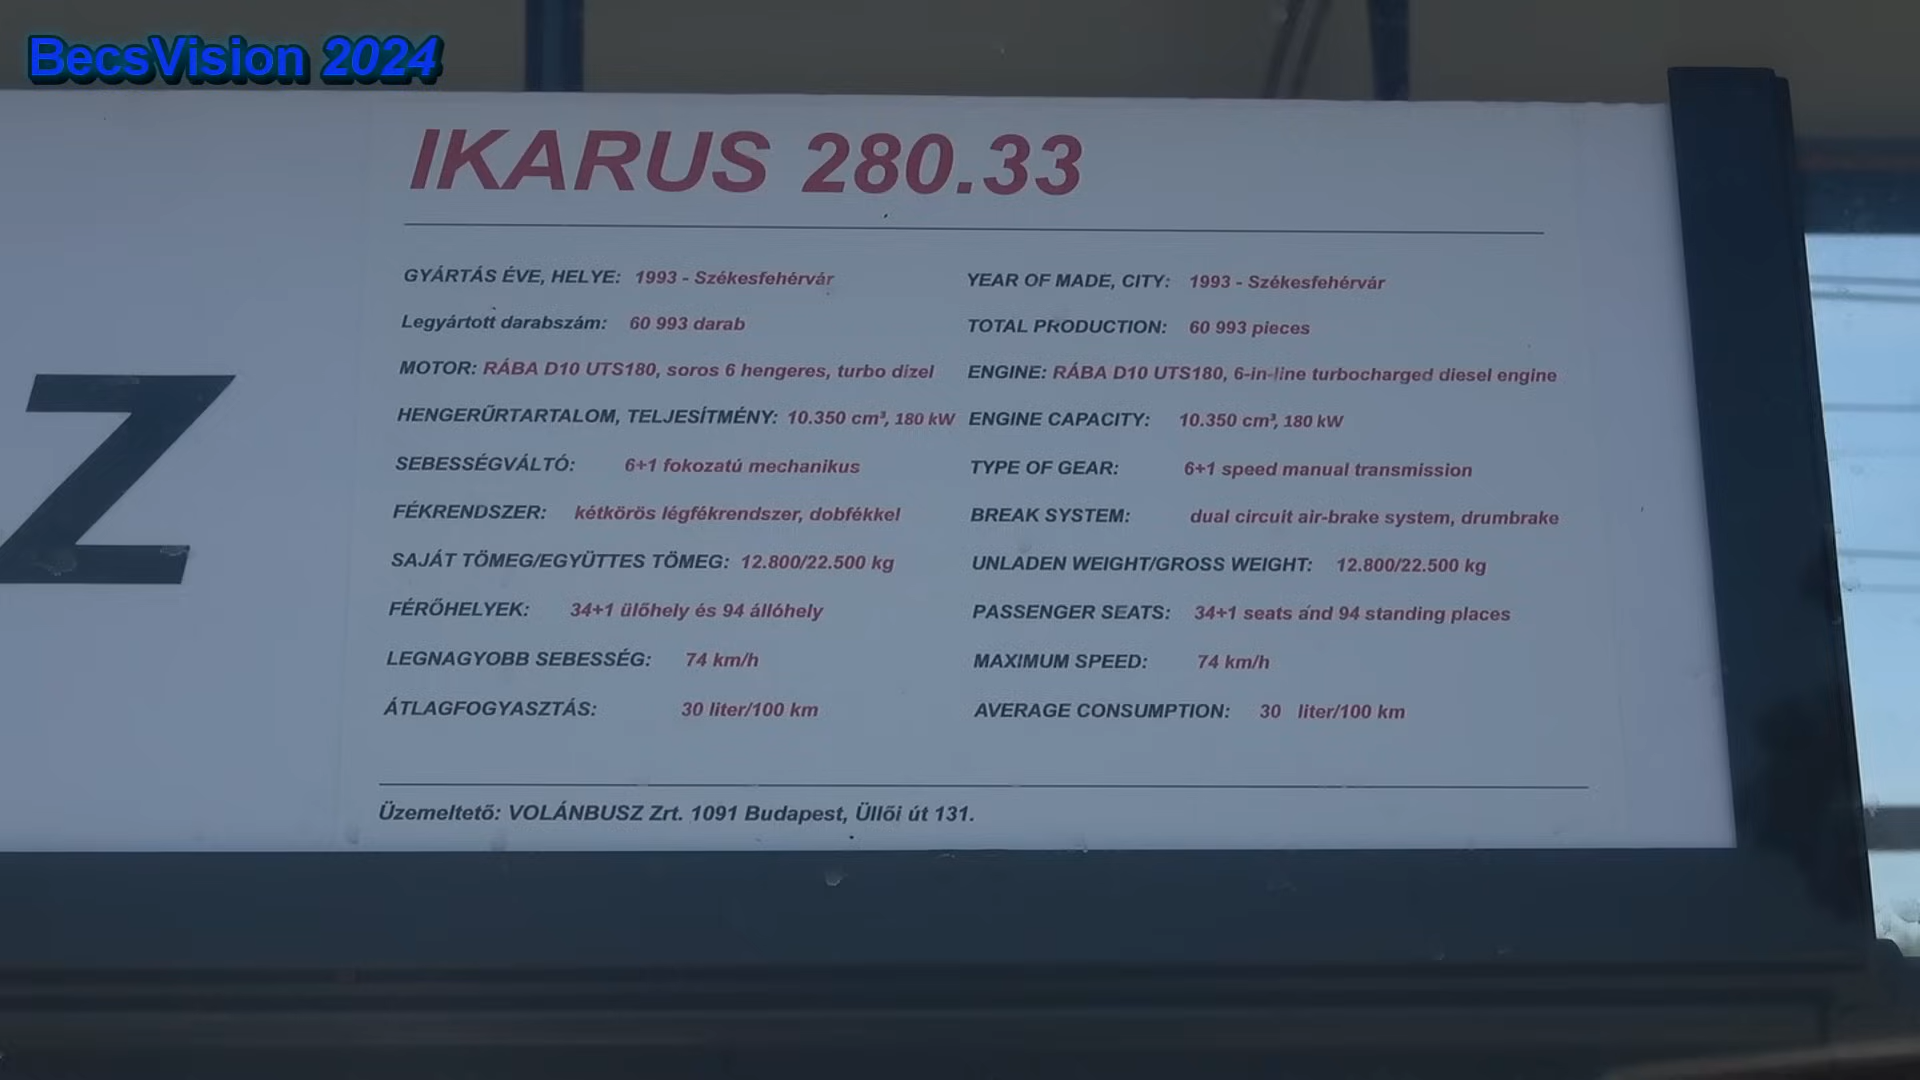 BecsVision 2024
IKARUS 280.33
GYÁRTÁS ÉVE, HELYE: 1993 - Székesfehérvár
Legyártott darabszám: 60 993 darab
MOTOR: RÁBA D10 UTS180, soros 6 hengeres, turbo dízel
HENGERŰRTARTALOM, TELJESÍTMÉNY: 10.350 cm³, 180 kW
SEBESSÉGVÁLTÓ: 6+1 fokozatú mechanikus
FÉKRENDSZER: kétkörös légfékrendszer, dobfékkel
SAJÁT TÖMEG/EGYÜTTES TÖMEG: 12.800/22.500 kg
FÉRŐHELYEK: 34+1 ülőhely és 94 állóhely
LEGNAGYOBB SEBESSÉG: 74 km/h
ÁTLAGFOGYASZTÁS: 30 liter/100 km
YEAR OF MADE, CITY: 1993 - Székesfehérvár
TOTAL PRODUCTION: 60 993 pieces
ENGINE: RÁBA D10 UTS180, 6-in-line turbocharged diesel engine
ENGINE CAPACITY: 10.350 cm³, 180 kW
TYPE OF GEAR: 6+1 speed manual transmission
BREAK SYSTEM: dual circuit air-brake system, drumbrake
UNLADEN WEIGHT/GROSS WEIGHT: 12.800/22.500 kg
PASSENGER SEATS: 34+1 seats and 94 standing places
MAXIMUM SPEED: 74 km/h
AVERAGE CONSUMPTION: 30 liter/100 km
Üzemeltető: VOLÁNBUSZ Zrt. 1091 Budapest, Üllői út 131.
Z